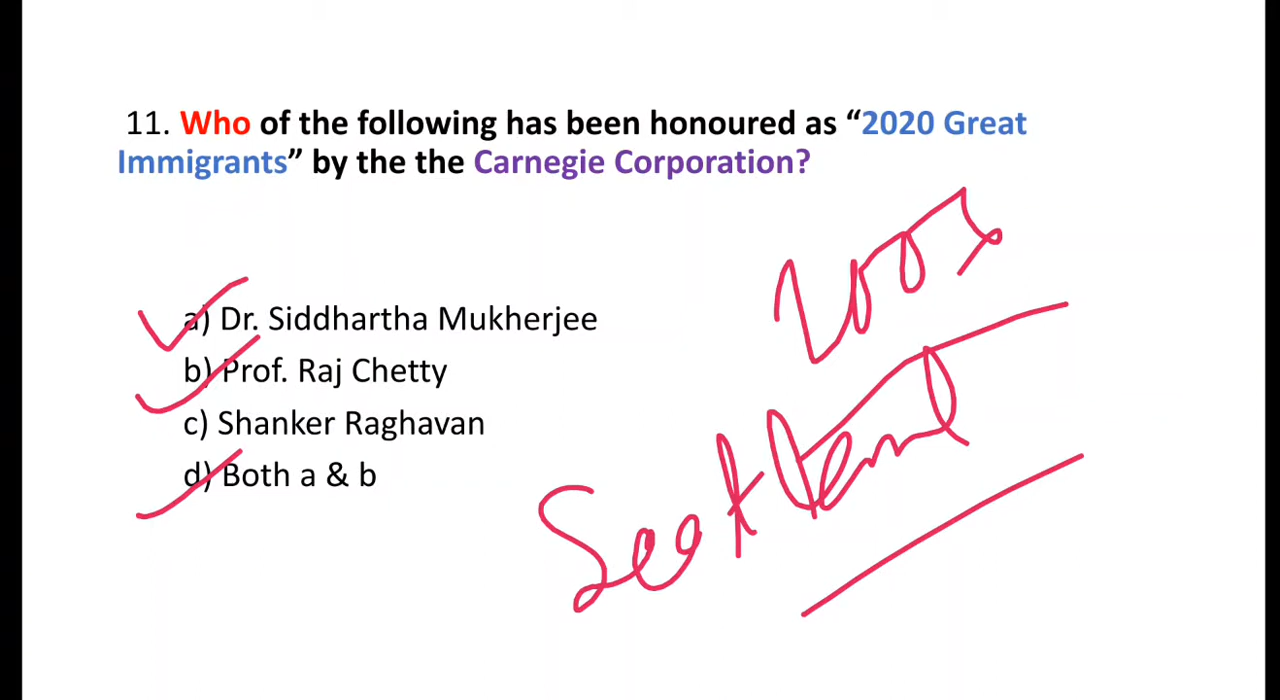 11. Who of the following has been honoured as “2020 Great
Immigrants” by the the Carnegie Corporation?
a) Dr. Siddhartha Mukherjee
b) Prof. Raj Chetty
c) Shanker Raghavan
d) Both a & b